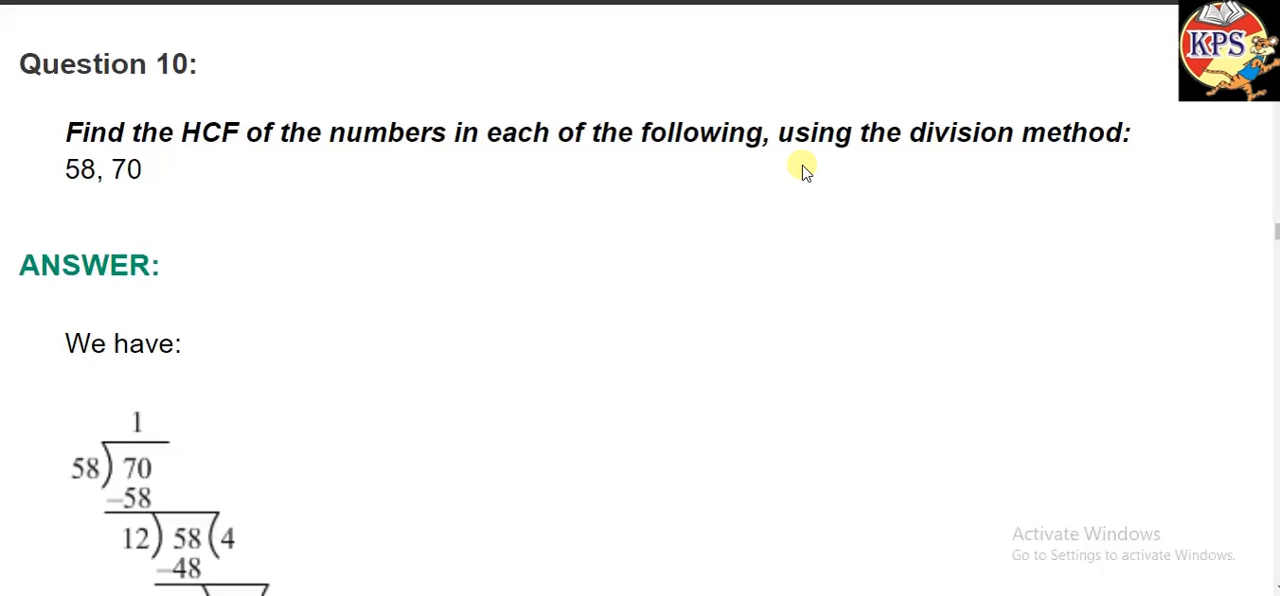 KPS
Question 10:
Find the HCF of the numbers in each of the following, using the division method:
58, 70
ANSWER:
We have:
1
58) 70
–58
12) 58 (4
–48
Activate Windows
Go to Settings to activate Windows.